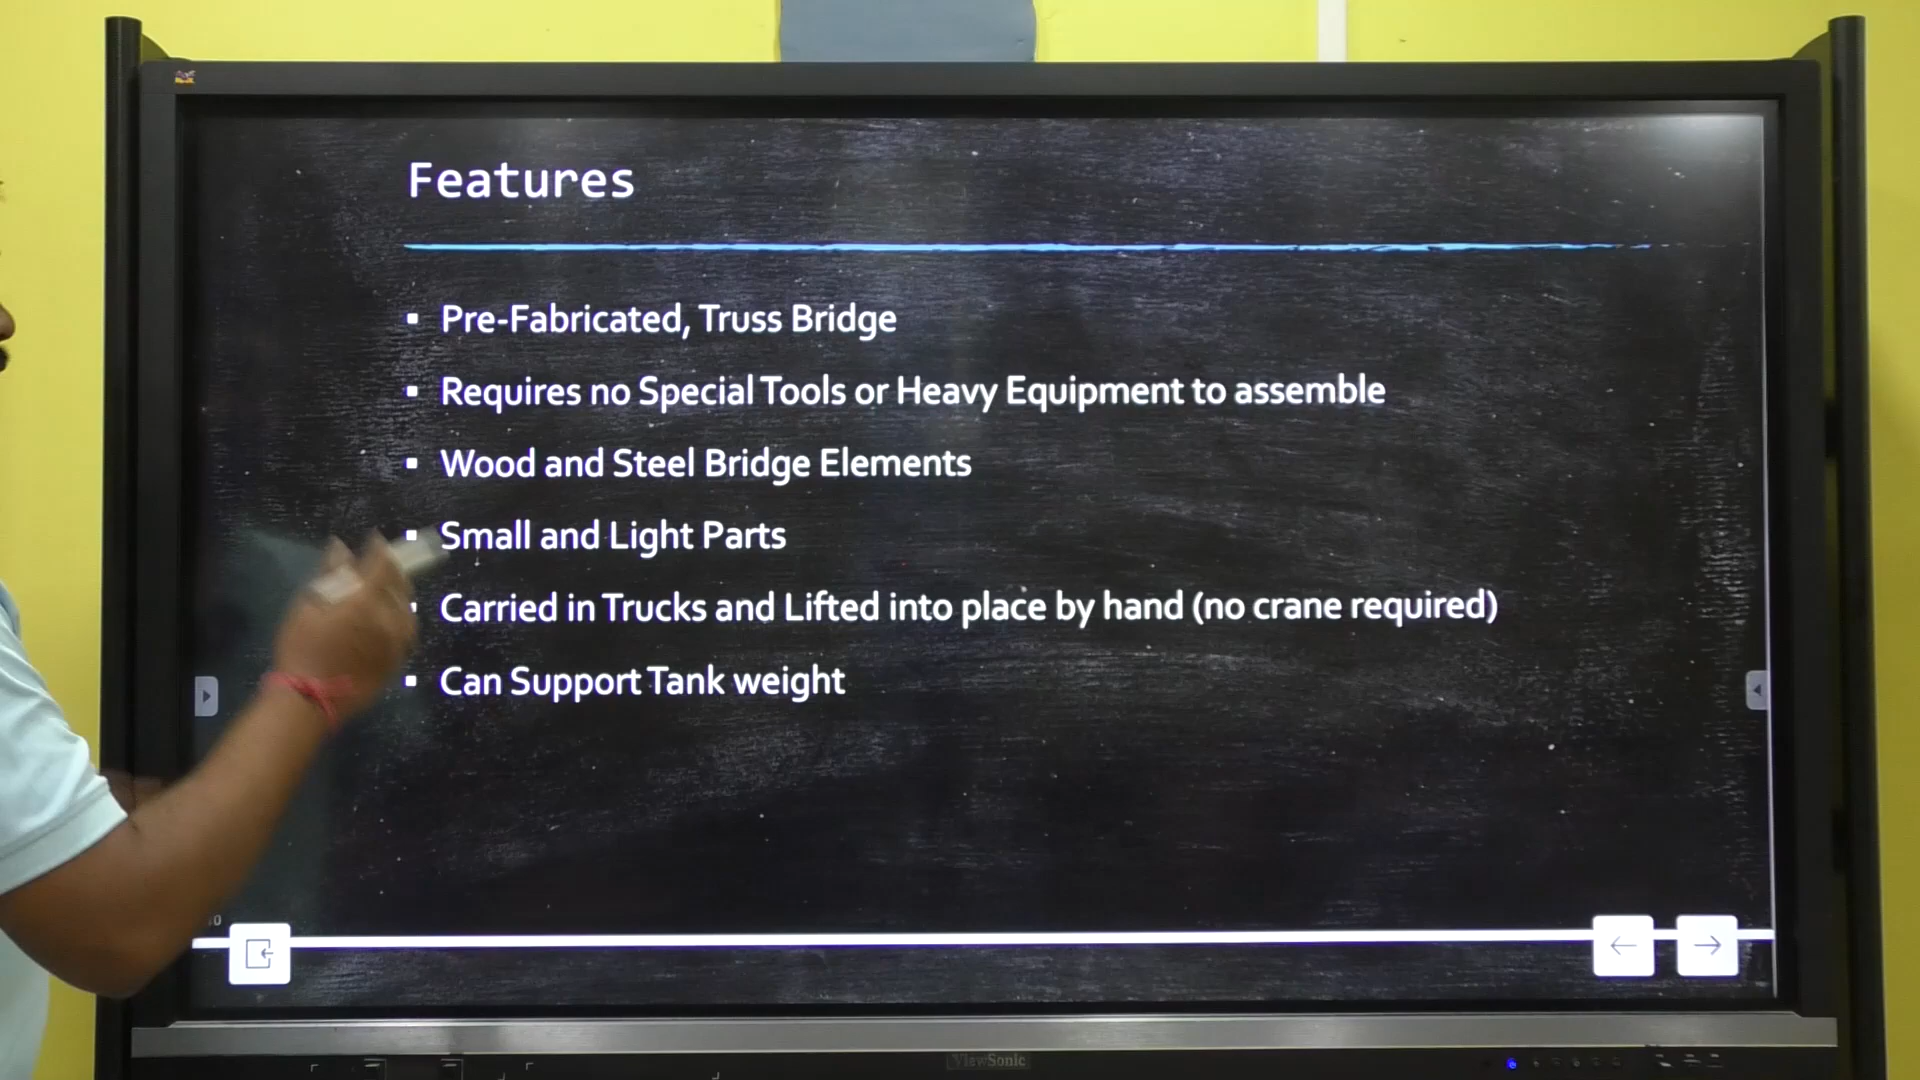 Features
▪ Pre-Fabricated, Truss Bridge
▪ Requires no Special Tools or Heavy Equipment to assemble
▪ Wood and Steel Bridge Elements
▪ Small and Light Parts
▪ Carried in Trucks and Lifted into place by hand (no crane required)
▪ Can Support Tank weight
ViewSonic